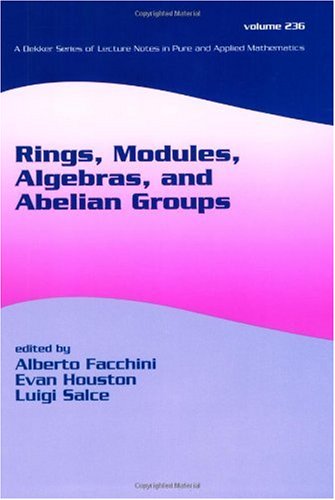 volume 236
A Dekker Series of Lecture Notes in Pure and Applied Mathematics
Rings, Modules,
Algebras, and
Abelian Groups
edited by
Alberto Facchini
Evan Houston
Luigi Salce